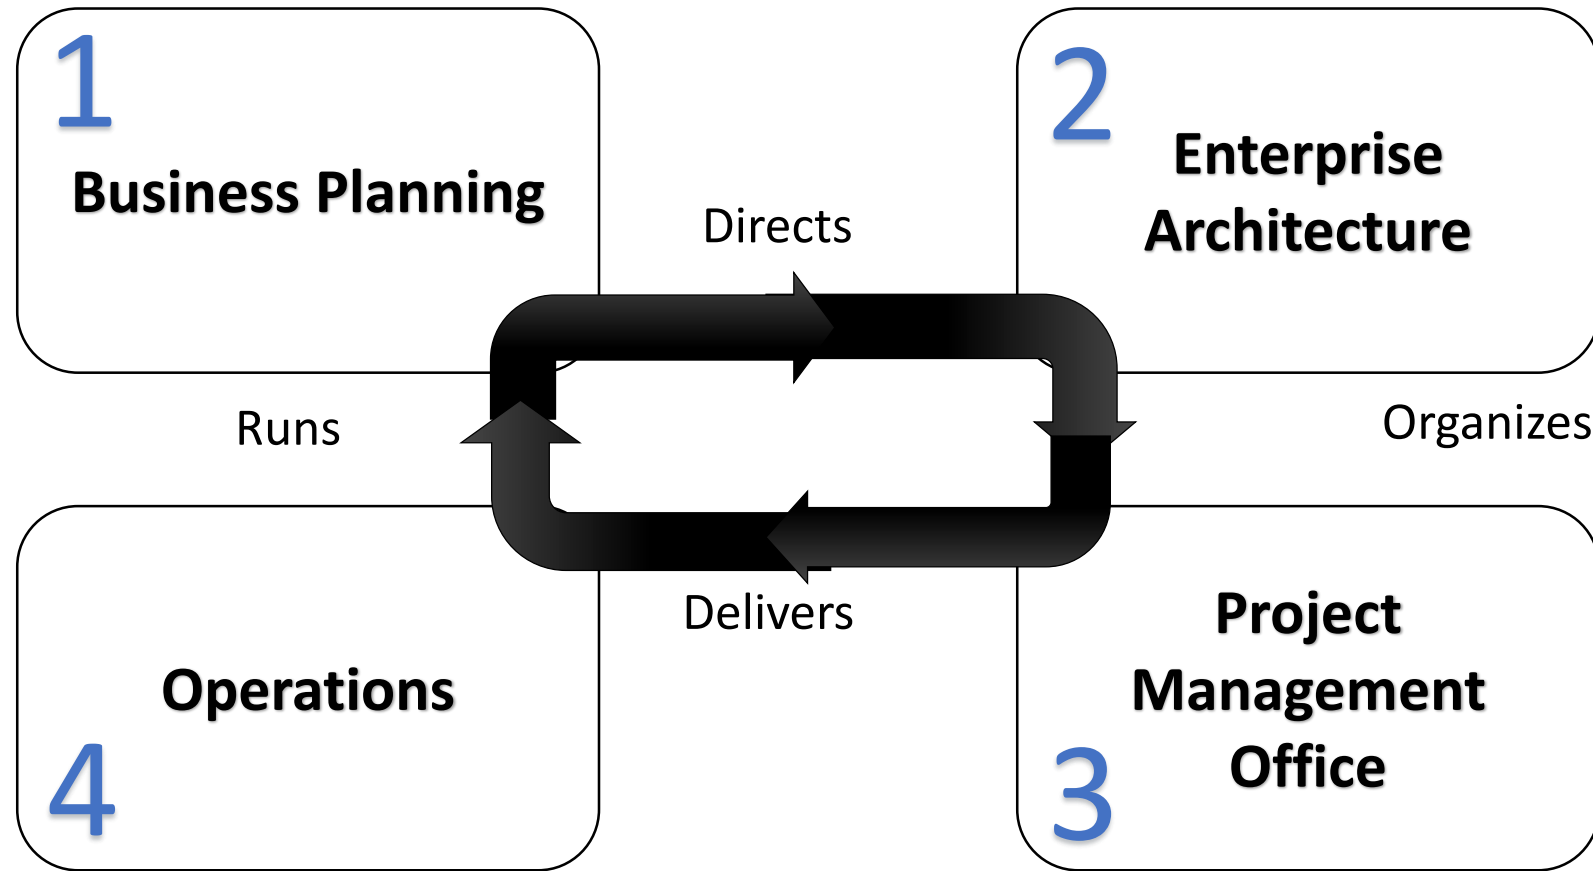 1
Business Planning
2
Enterprise
Architecture
Directs
Runs
Organizes
Delivers
Operations
4
Project
Management
Office
3